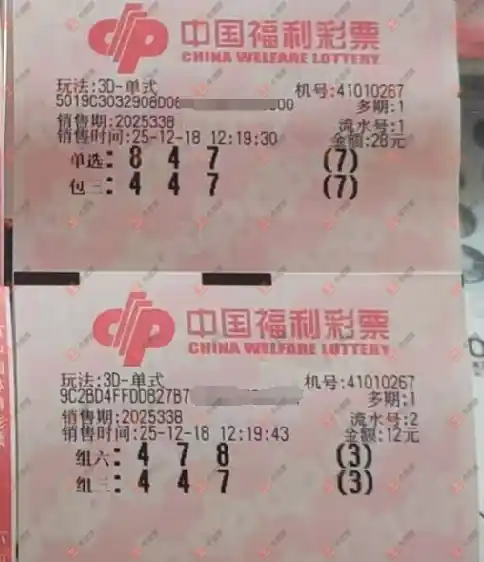 中国福利彩票
CHINA WELFARE LOTTERY
玩法:3D-单式 机号:41010267
5019C3032908D06 00 多期:1
销售期:2025338 流水号:1
销售时间:25-12-18 12:19:30 金额:28元
单选: 8 4 7 (7)
包三: 4 4 7 (7)
中国福利彩票
CHINA WELFARE LOTTERY
玩法:3D-单式 机号:41010267
9C2BD4FFDD827B7 多期:1
销售期:2025338 流水号:2
销售时间:25-12-18 12:19:43 金额:12元
组六: 4 7 8 (3)
组三: 4 4 7 (3)